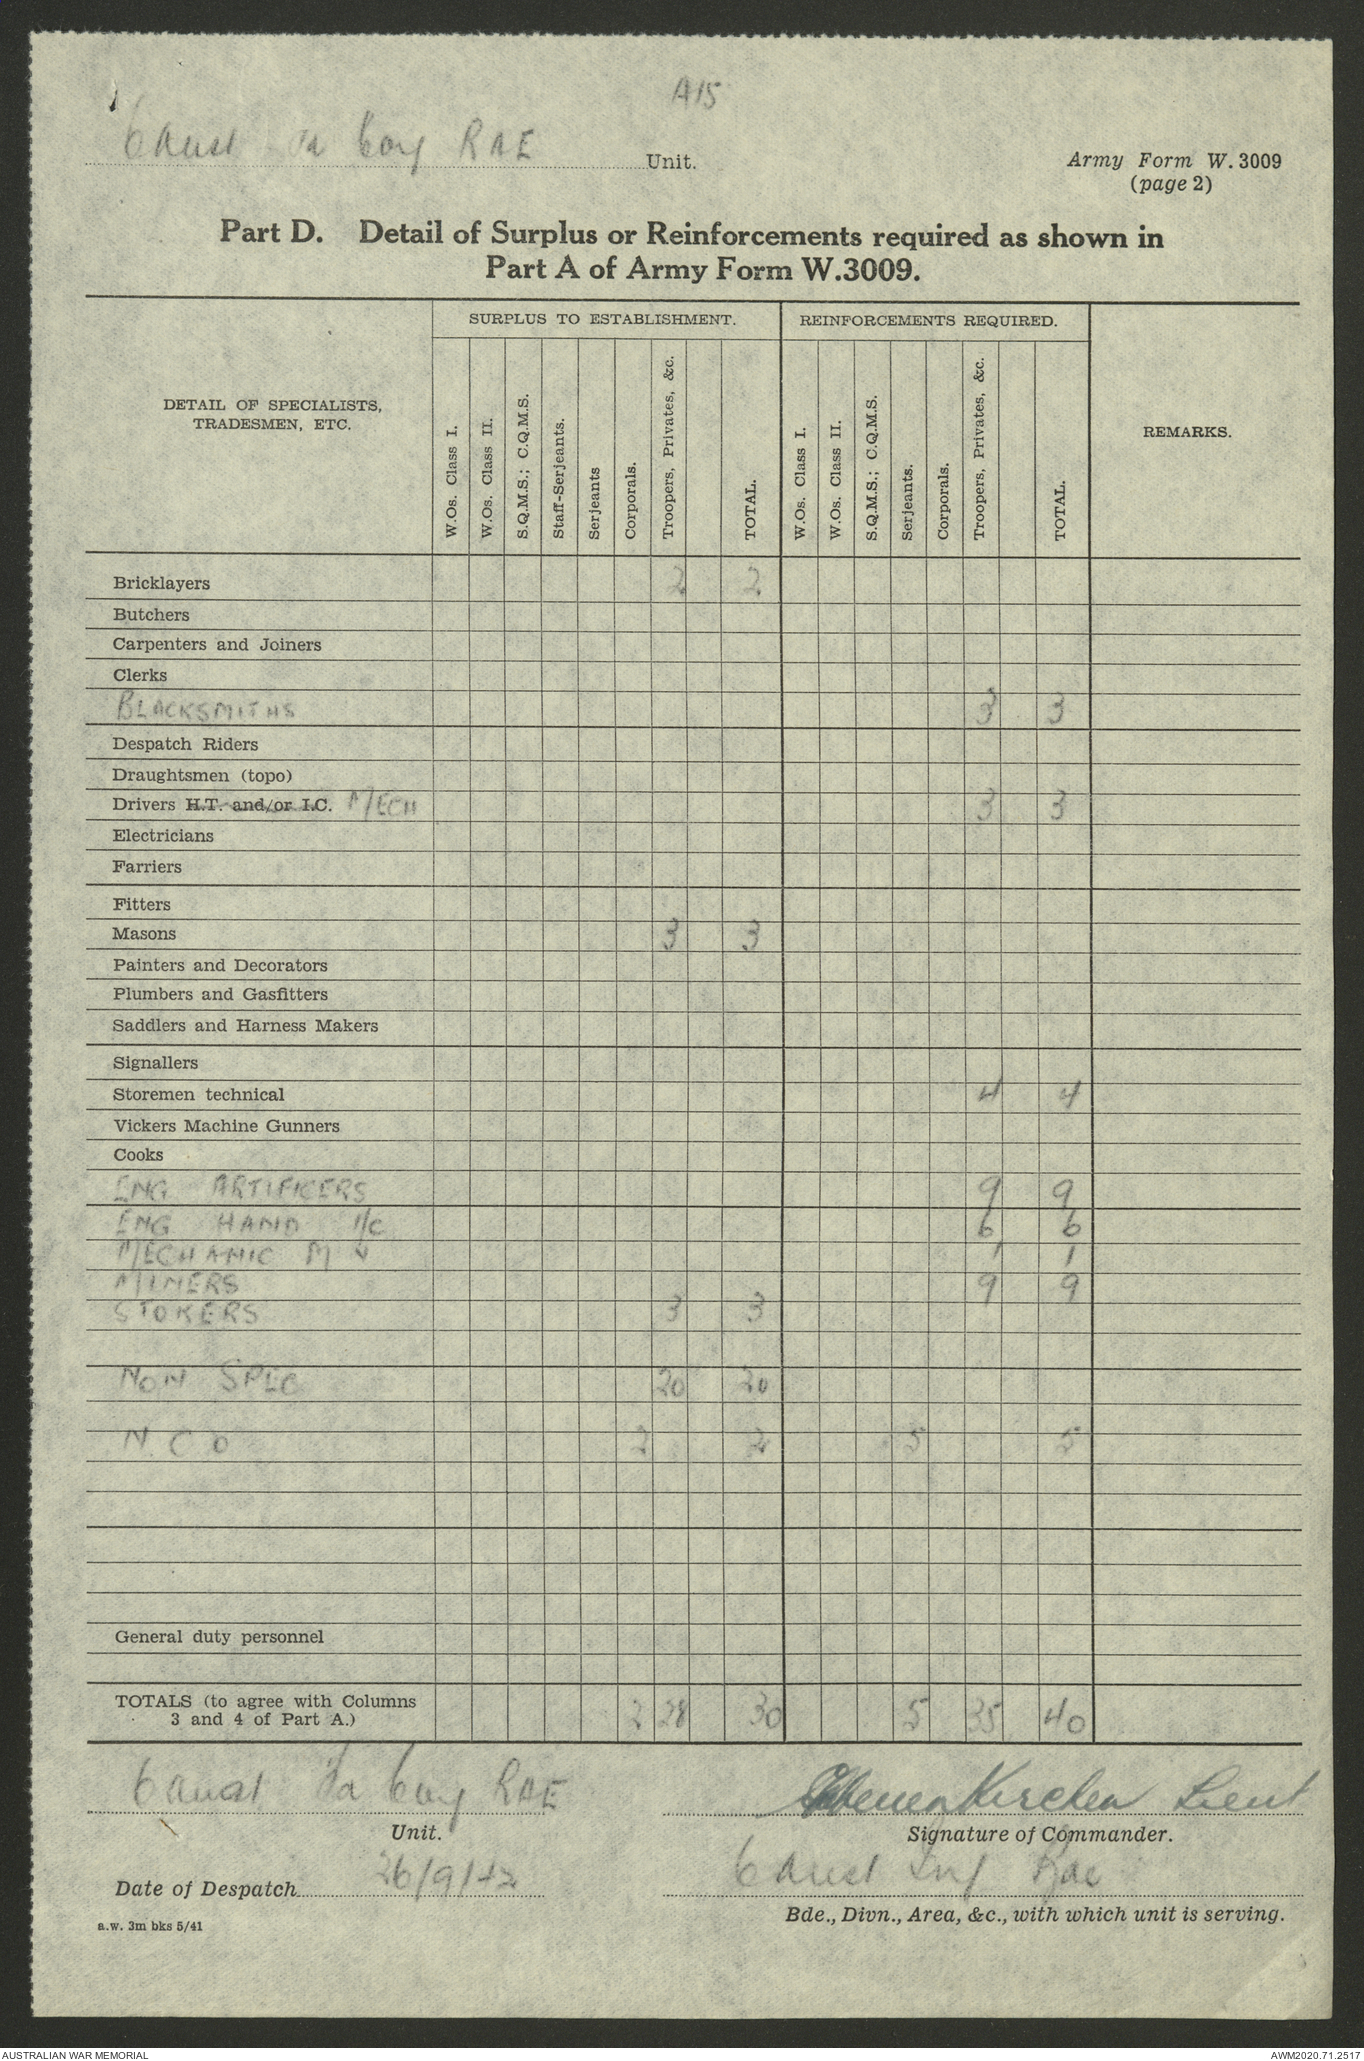 A15
6 Aust Fd Coy RAE Unit.
Army Form W. 3009
(page 2)
Part D. Detail of Surplus or Reinforcements required as shown in
Part A of Army Form W.3009.
DETAIL OF SPECIALISTS,
TRADESMEN, ETC.
SURPLUS TO ESTABLISHMENT.
REINFORCEMENTS REQUIRED.
REMARKS.
W.Os. Class I.
W.Os. Class II.
S.Q.M.S.; C.Q.M.S.
Staff-Serjeants.
Serjeants
Corporals.
Troopers, Privates, &c.
TOTAL.
W.Os. Class I.
W.Os. Class II.
S.Q.M.S.; C.Q.M.S.
Serjeants.
Corporals.
Troopers, Privates, &c.
TOTAL.
Bricklayers 2 2
Butchers
Carpenters and Joiners
Clerks
BLACKSMITHS 3 3
Despatch Riders
Draughtsmen (topo)
Drivers H.T. and/or I.C. MECH 3 3
Electricians
Farriers
Fitters
Masons 3 3
Painters and Decorators
Plumbers and Gasfitters
Saddlers and Harness Makers
Signallers
Storemen technical 4 4
Vickers Machine Gunners
Cooks
ENG ARTIFICERS 9 9
ENG HAND I/C 6 6
MECHANIC M V 1 1
MINERS 9 9
STOKERS 3 3
NON SPEC 20 20
N.C O 2 2 5 5
General duty personnel
TOTALS (to agree with Columns
3 and 4 of Part A.) 2 28 30 5 35 40
6 Aust Fd Coy RAE
Lieut
Unit.
Signature of Commander.
Date of Despatch 26/9/42
6 Aust Rae
Bde., Divn., Area, &c., with which unit is serving.
a.w. 3m bks 5/41
AUSTRALIAN WAR MEMORIAL
AWM2020.71.2517